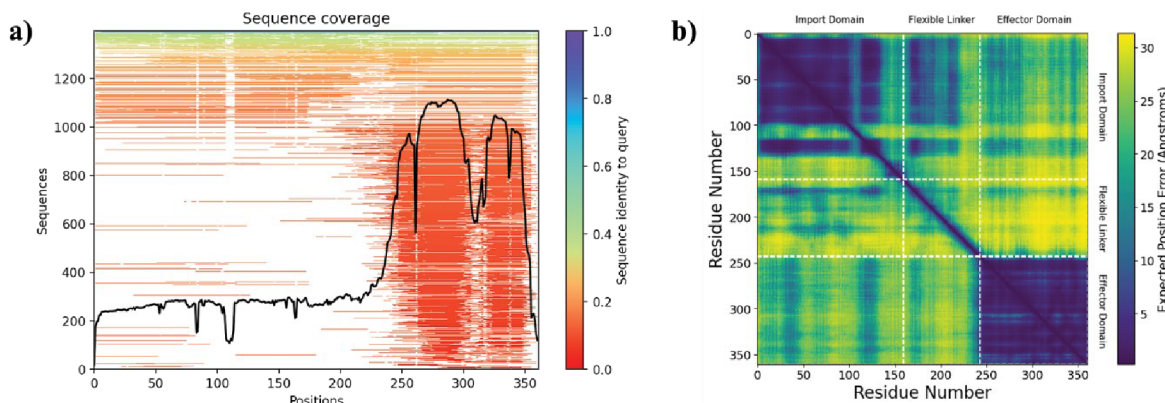 a)
Sequence coverage
1200
1000
800
600
400
200
0
Sequences
0 50 100 150 200 250 300 350
Positions
1.0
0.8
0.6
0.4
0.2
0.0
Sequence identity to query
b)
Import Domain Flexible Linker Effector Domain
0
50
100
150
200
250
300
350
Residue Number
0 50 100 150 200 250 300 350
Residue Number
Import Domain
Flexible Linker
Effector Domain
30
25
20
15
10
5
Expected Position Error (Angstroms)